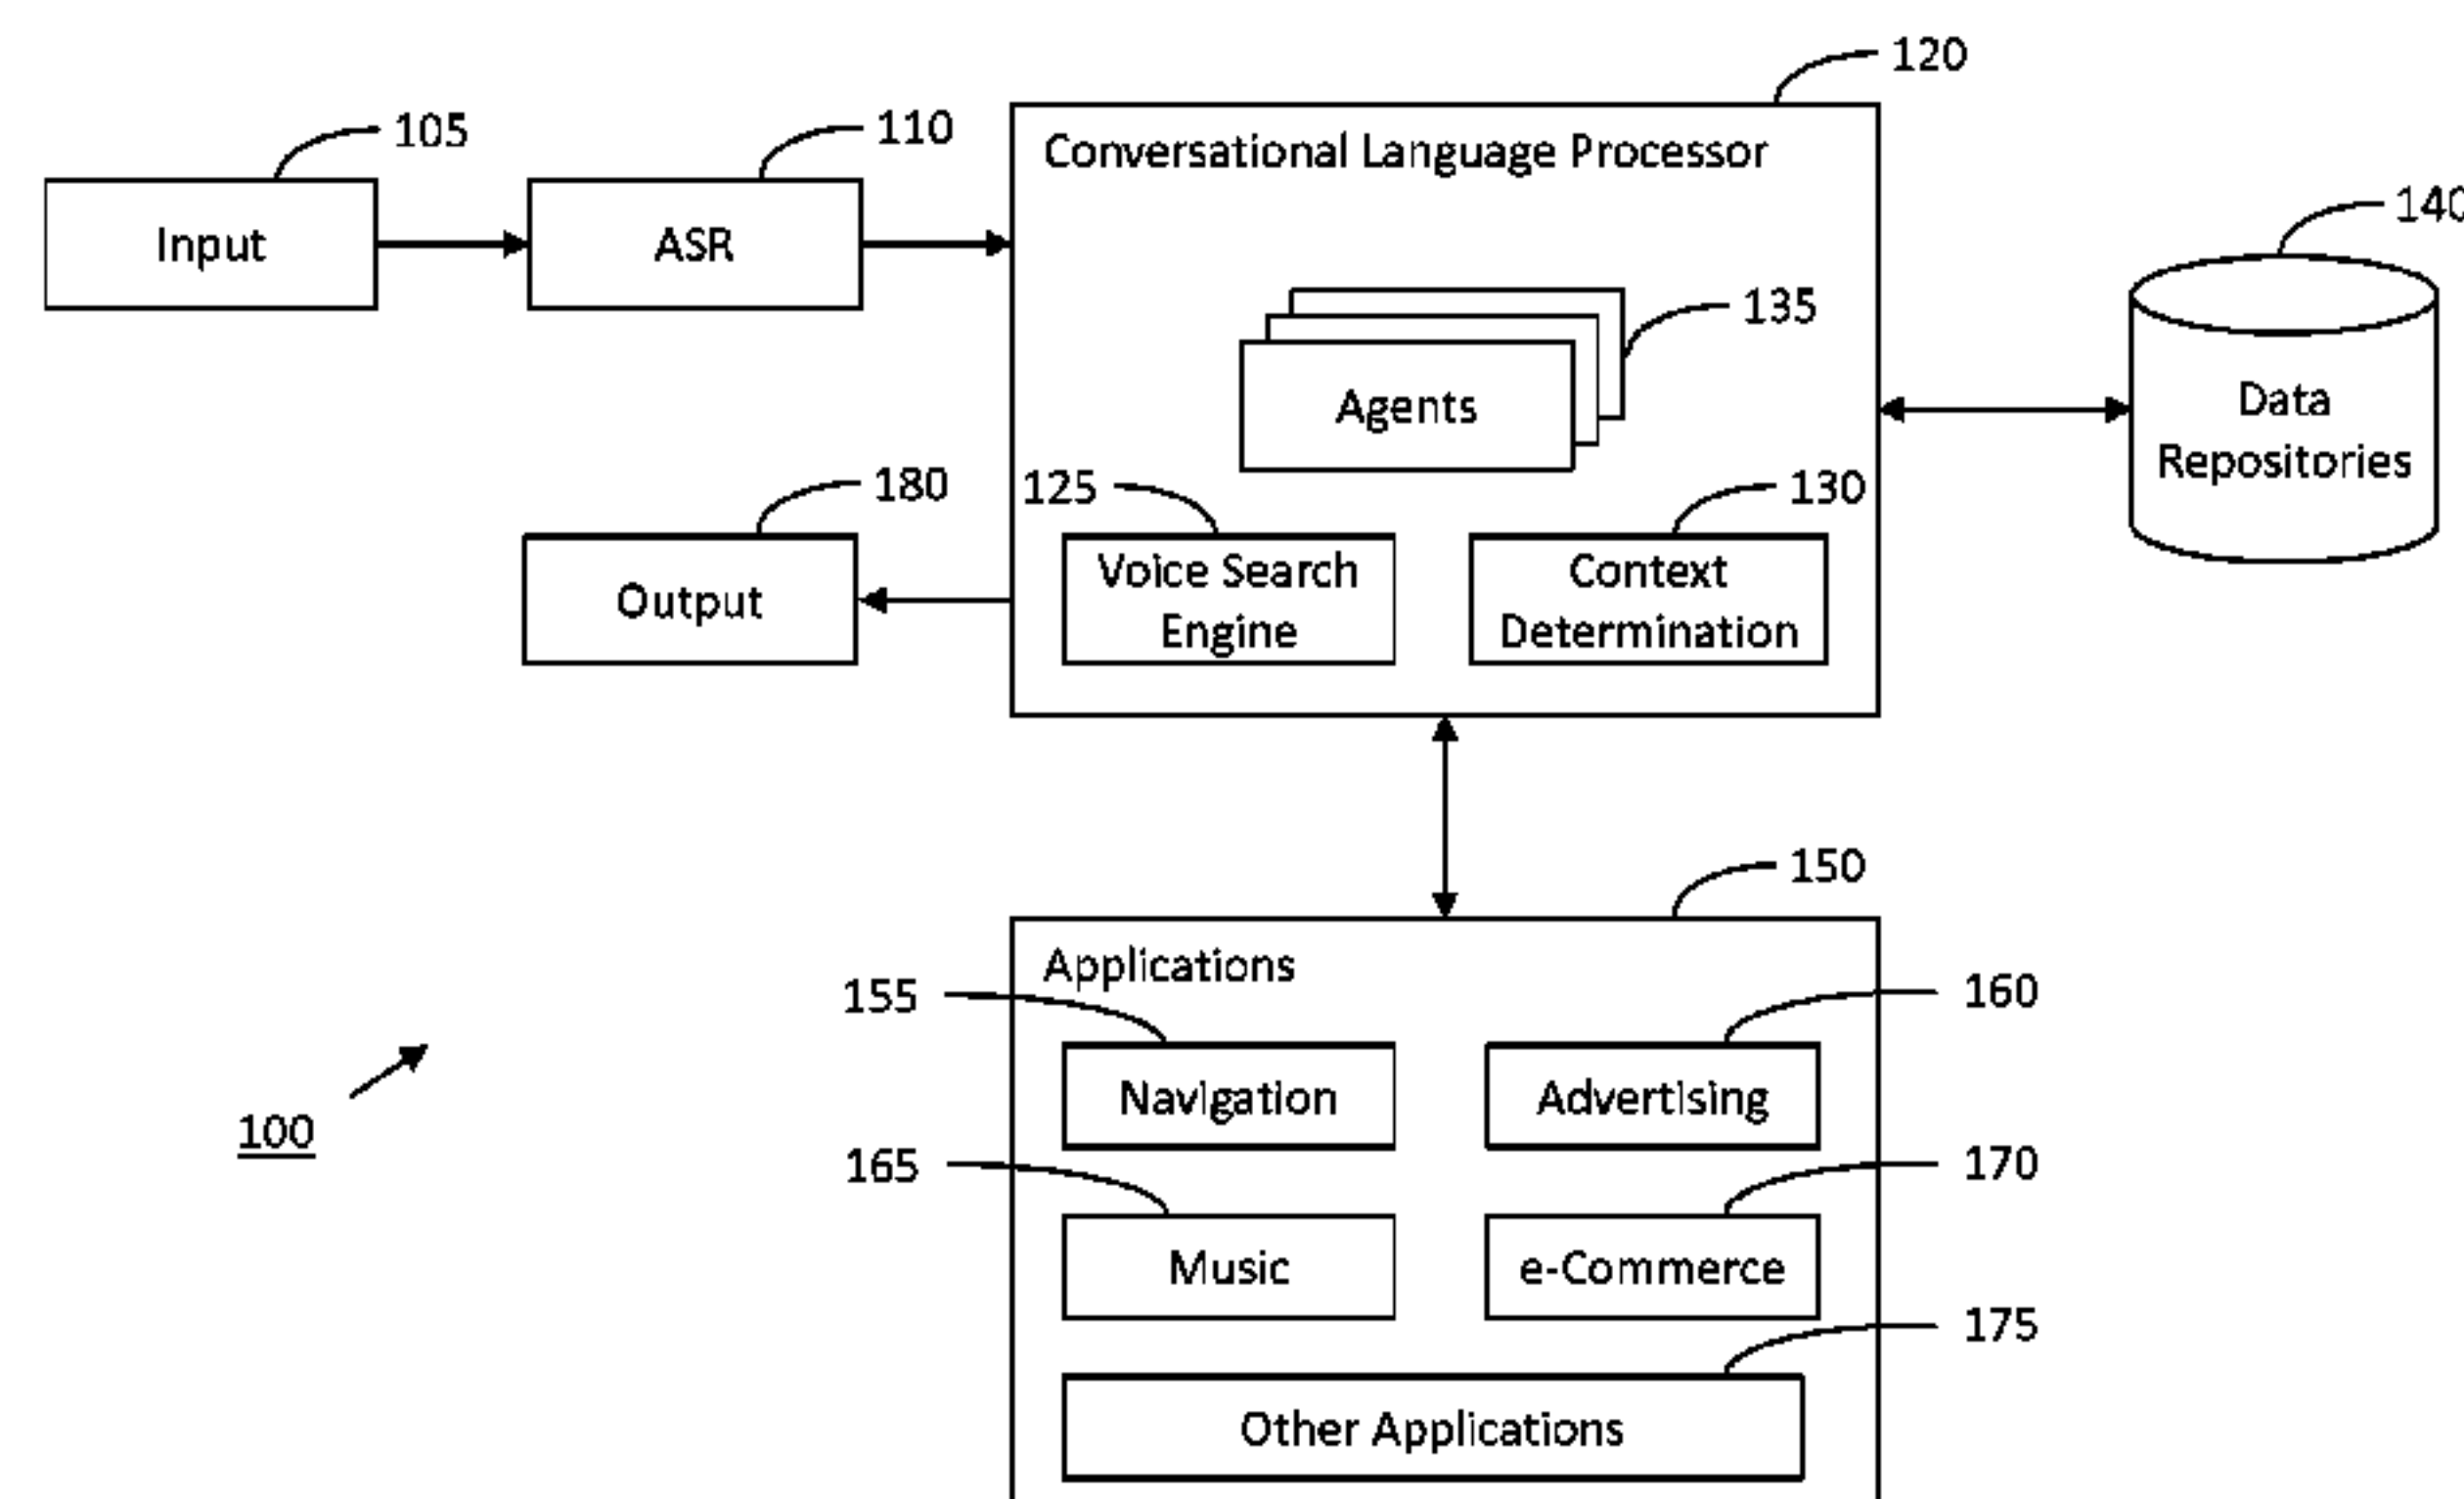 120
105
110
Conversational Language Processor
140
Input
ASR
135
Agents
Data
Repositories
180
125
130
Output
Voice Search
Engine
Context
Determination
150
Applications
155
160
Navigation
Advertising
100
165
170
Music
e-Commerce
175
Other Applications